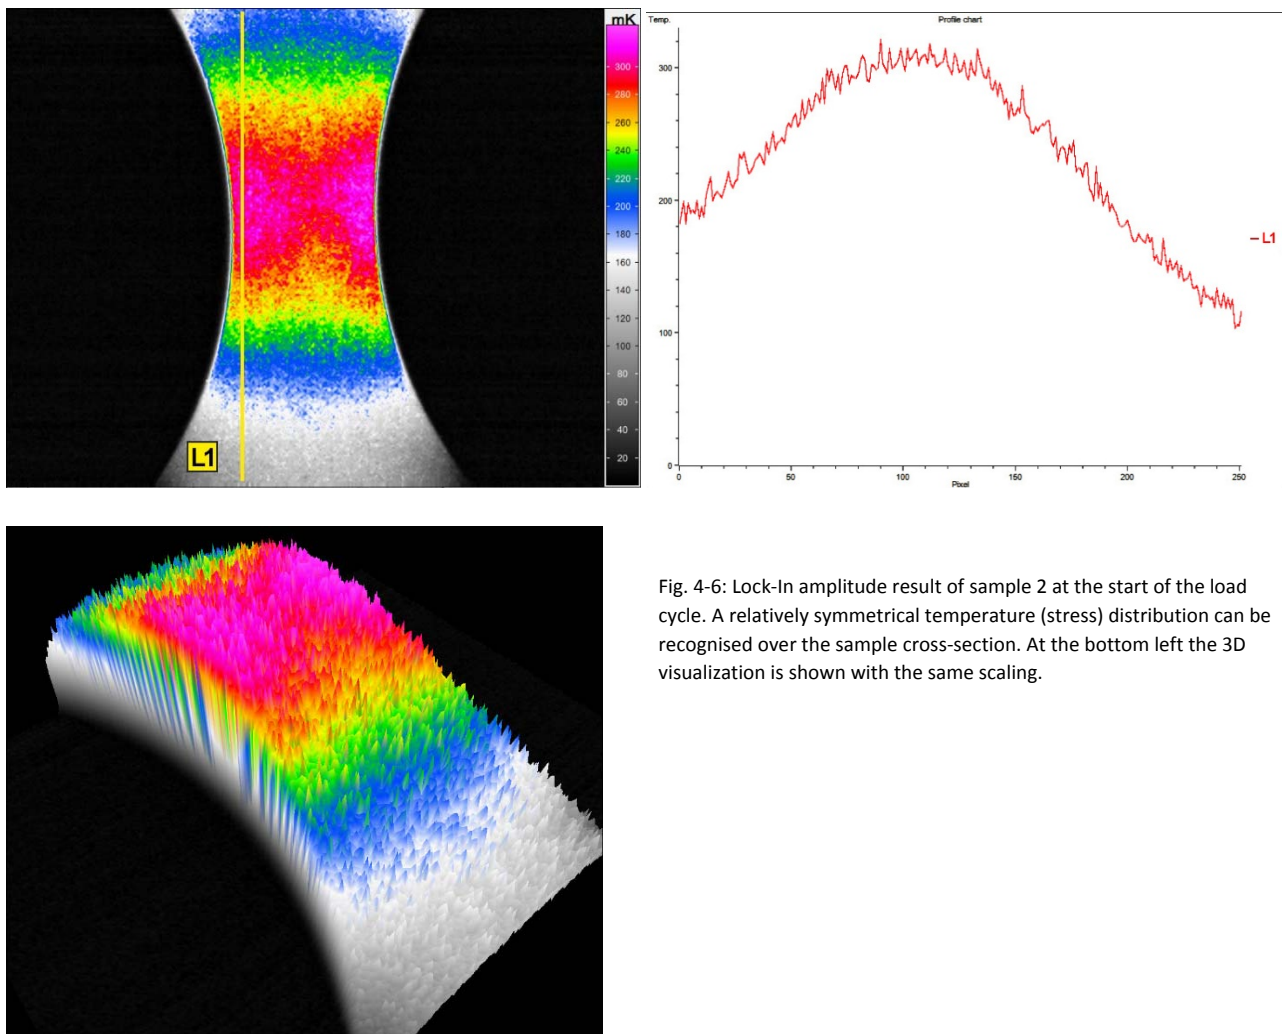 mK
300
280
260
240
220
200
180
160
140
120
100
80
60
40
20
L1
Temp.
Profile chart
300
200
100
0
0
50
100
150
200
250
Pixel
L1
Fig. 4-6: Lock-In amplitude result of sample 2 at the start of the load
cycle. A relatively symmetrical temperature (stress) distribution can be
recognised over the sample cross-section. At the bottom left the 3D
visualization is shown with the same scaling.